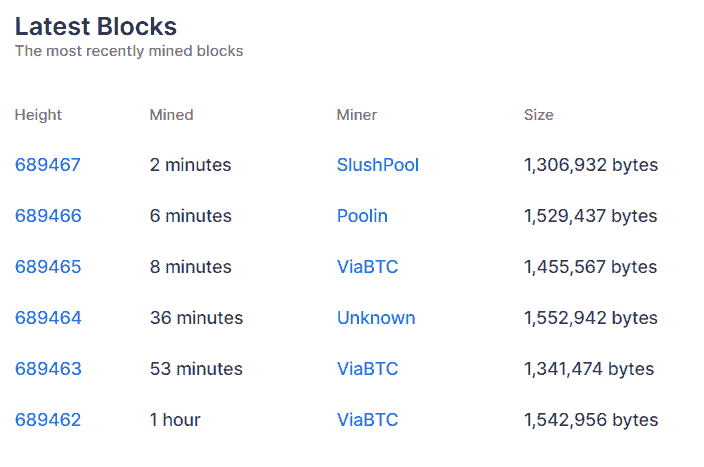 Latest Blocks
The most recently mined blocks
Height Mined Miner Size
689467 2 minutes SlushPool 1,306,932 bytes
689466 6 minutes Poolin 1,529,437 bytes
689465 8 minutes ViaBTC 1,455,567 bytes
689464 36 minutes Unknown 1,552,942 bytes
689463 53 minutes ViaBTC 1,341,474 bytes
689462 1 hour ViaBTC 1,542,956 bytes